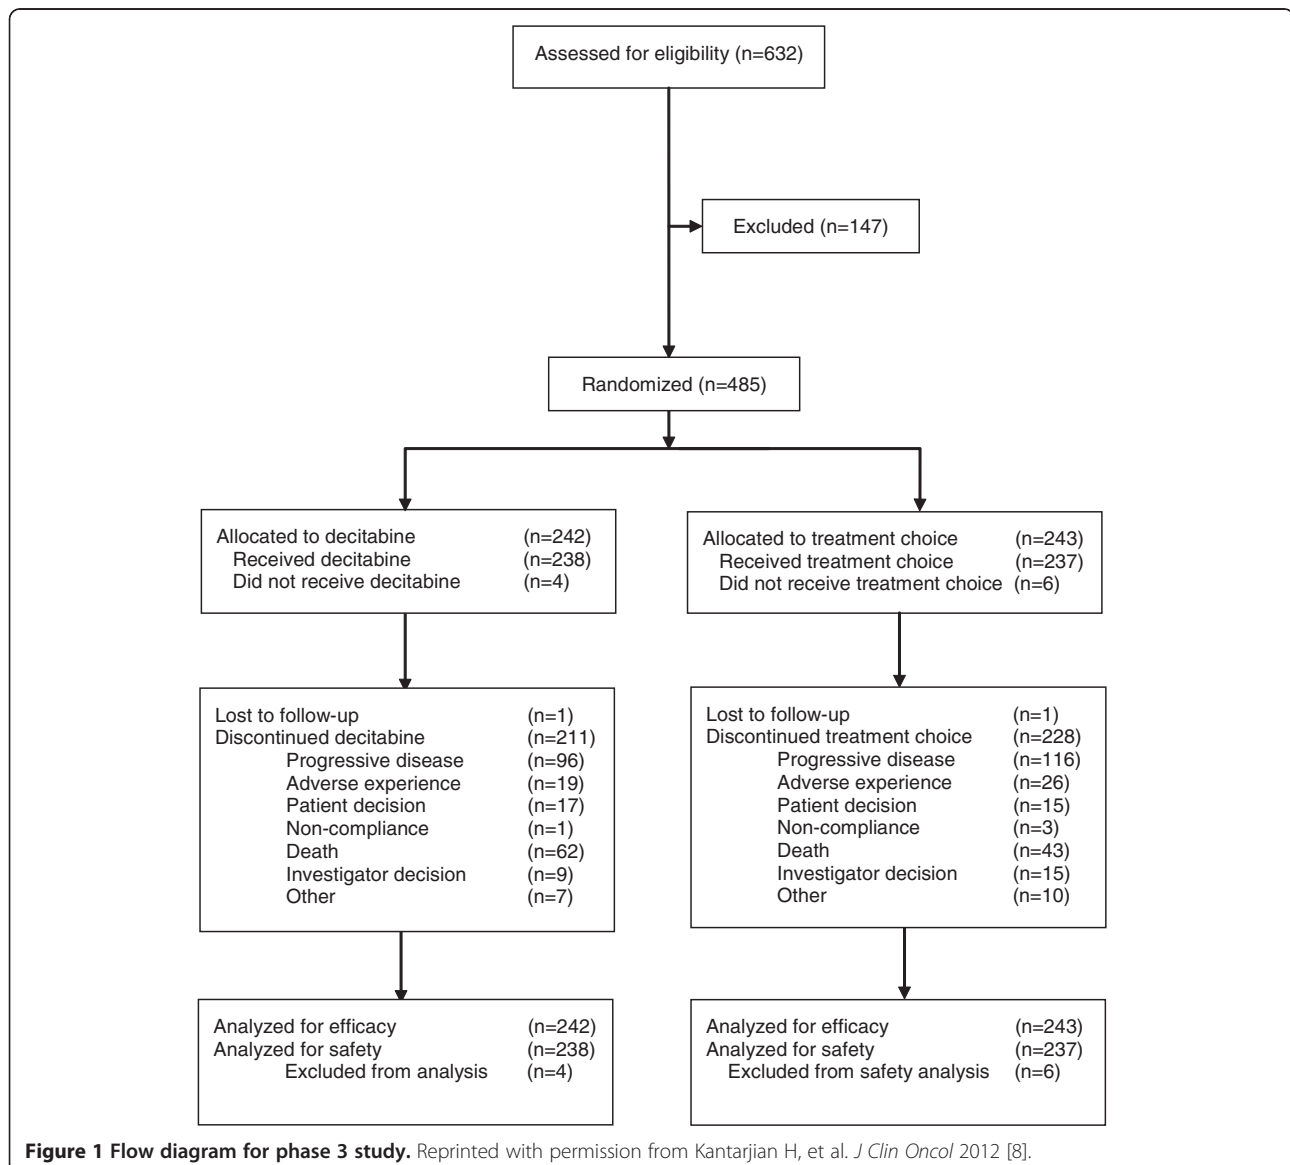 Assessed for eligibility (n=632)
Excluded (n=147)
Randomized (n=485)
Allocated to decitabine (n=242)
Received decitabine (n=238)
Did not receive decitabine (n=4)
Allocated to treatment choice (n=243)
Received treatment choice (n=237)
Did not receive treatment choice (n=6)
Lost to follow-up (n=1)
Discontinued decitabine (n=211)
Progressive disease (n=96)
Adverse experience (n=19)
Patient decision (n=17)
Non-compliance (n=1)
Death (n=62)
Investigator decision (n=9)
Other (n=7)
Lost to follow-up (n=1)
Discontinued treatment choice (n=228)
Progressive disease (n=116)
Adverse experience (n=26)
Patient decision (n=15)
Non-compliance (n=3)
Death (n=43)
Investigator decision (n=15)
Other (n=10)
Analyzed for efficacy (n=242)
Analyzed for safety (n=238)
Excluded from analysis (n=4)
Analyzed for efficacy (n=243)
Analyzed for safety (n=237)
Excluded from safety analysis (n=6)
Figure 1 Flow diagram for phase 3 study. Reprinted with permission from Kantarjian H, et al. J Clin Oncol 2012 [8].